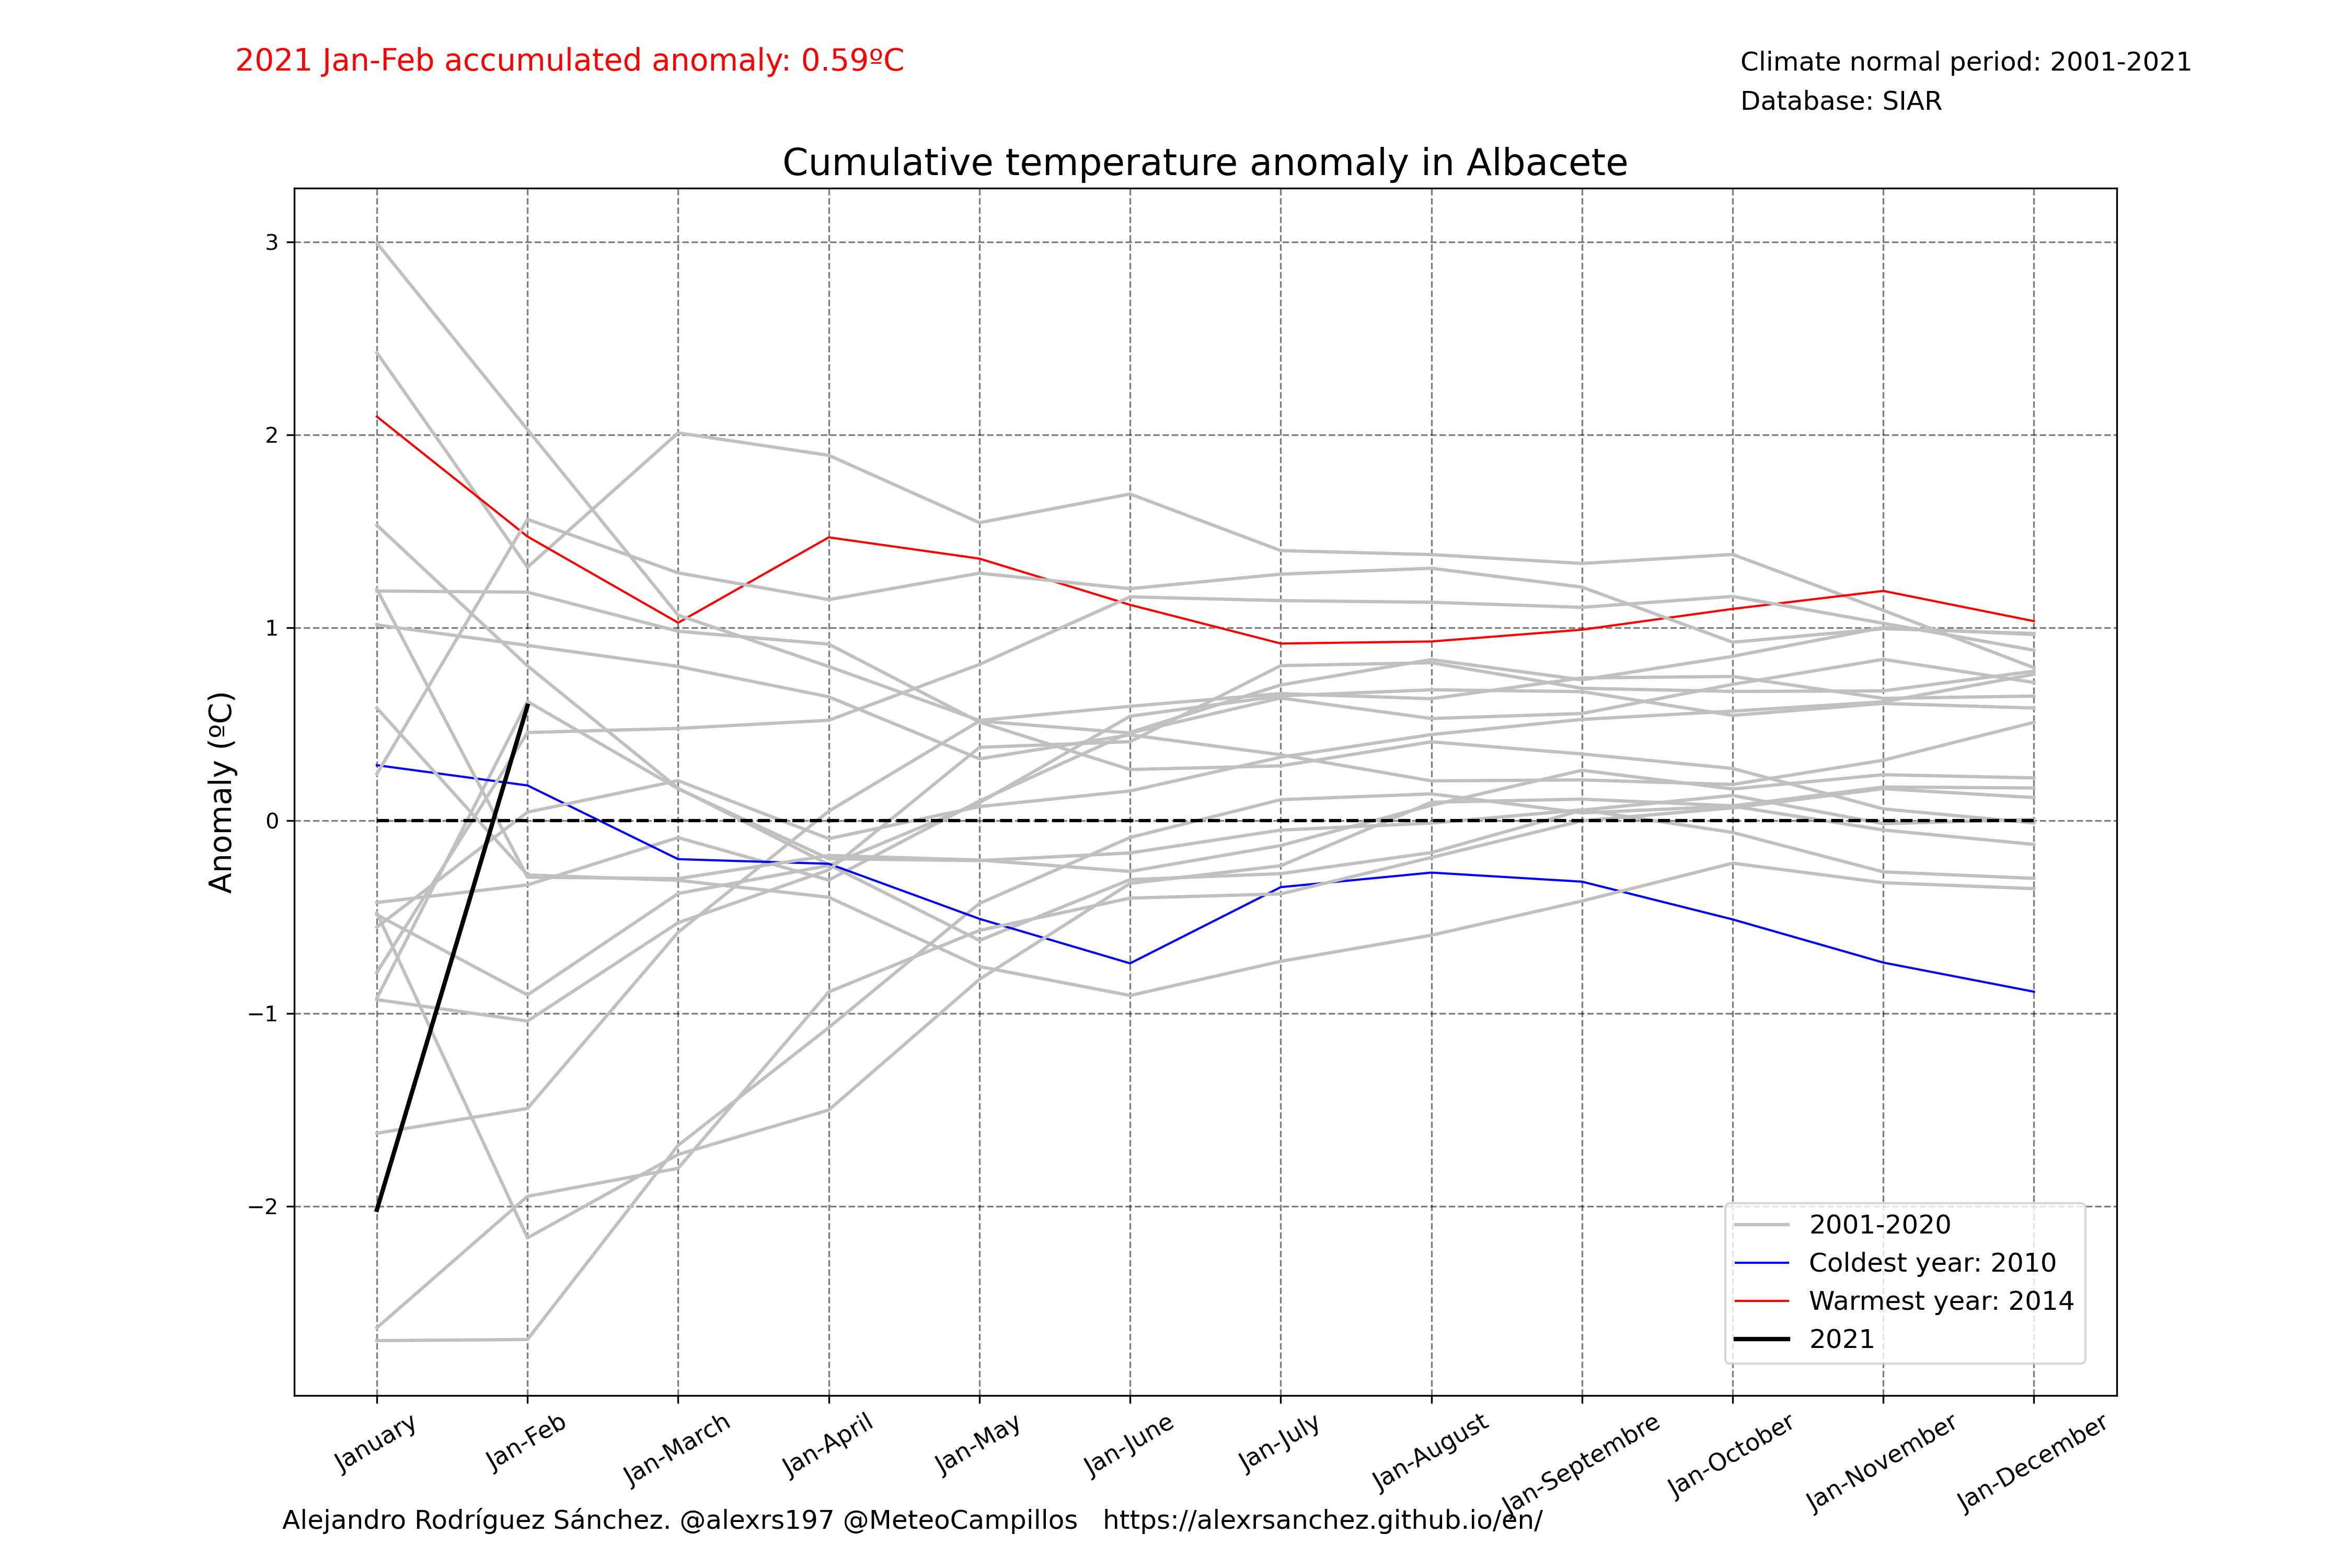 2021 Jan-Feb accumulated anomaly: 0.59ºC
Climate normal period: 2001-2021
Database: SIAR
Cumulative temperature anomaly in Albacete
Anomaly (ºC)
3
2
1
0
−1
−2
2001-2020
Coldest year: 2010
Warmest year: 2014
2021
January
Jan-Feb
Jan-March
Jan-April
Jan-May
Jan-June
Jan-July
Jan-August
Jan-Septembre
Jan-October
Jan-November
Jan-December
Alejandro Rodríguez Sánchez. @alexrs197 @MeteoCampillos https://alexrsanchez.github.io/en/